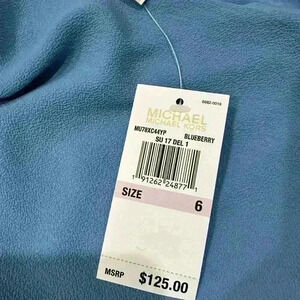 MICHAEL
MICHAEL KORS
MU78XC44YP BLUEBERRY
SU 17 DEL 1
1 91262 24877 1
SIZE 6
MSRP $125.00